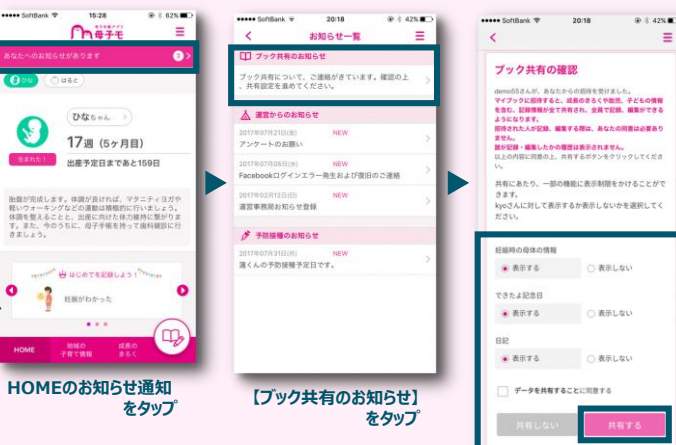 ●●●●● SoftBank 15:28 62%
母子手帳アプリ
母子モ
あなたへのお知らせがあります 3 >
ひな はると
ひなちゃん
17週 (5ヶ月目)
生まれた!
出産予定日まであと159日
胎盤が完成します。体調が良ければ、マタニティヨガや
軽いウォーキングなどの運動は積極的に行いましょう。
体調を整えることと、出産に向けた体力維持に繋がりま
す。また、今のうちに、母子手帳を持って歯科健診に行
きましょう。
はじめてを記録しよう!
妊娠がわかった
HOME
地域の
子育て情報
成長の
きろく
HOMEのお知らせ通知
をタップ
●●●●● SoftBank 20:18 42%
お知らせ一覧
ブック共有のお知らせ
ブック共有について、ご連絡がきています。確認の上
、共有設定を進めてください。
運営からのお知らせ
2017年07月21日(金) NEW
アンケートのお願い
2017年07月05日(水) NEW
Facebookログインエラー発生および復旧のご連絡
2017年02月12日(日) NEW
運営事務局お知らせ登録
予防接種のお知らせ
2017年07月31日(月) NEW
蓮くんの予防接種予定日です。
【ブック共有のお知らせ】
をタップ
●●●●● SoftBank 20:18 42%
ブック共有の確認
demo55さんが、あなたからの招待を受けました。
マイブックに招待すると、成長のきろくや胎児、子どもの情報
を含む、記録情報が全て共有され、全員で記録、編集ができる
ようになります。
招待された人が記録、編集する際は、あなたの同意は必要あり
ません。
誰が記録・編集したかの履歴は表示されません。
以上の内容に同意の上、共有するボタンをクリックしてくださ
い。
共有にあたり、一部の機能に表示制限をかけることがで
きます。
kyoさんに対して表示するか表示しないかを選択してく
ださい。
妊娠時の母体の情報
表示する 表示しない
できたよ記念日
表示する 表示しない
日記
表示する 表示しない
データを共有することに同意する
共有しない 共有する